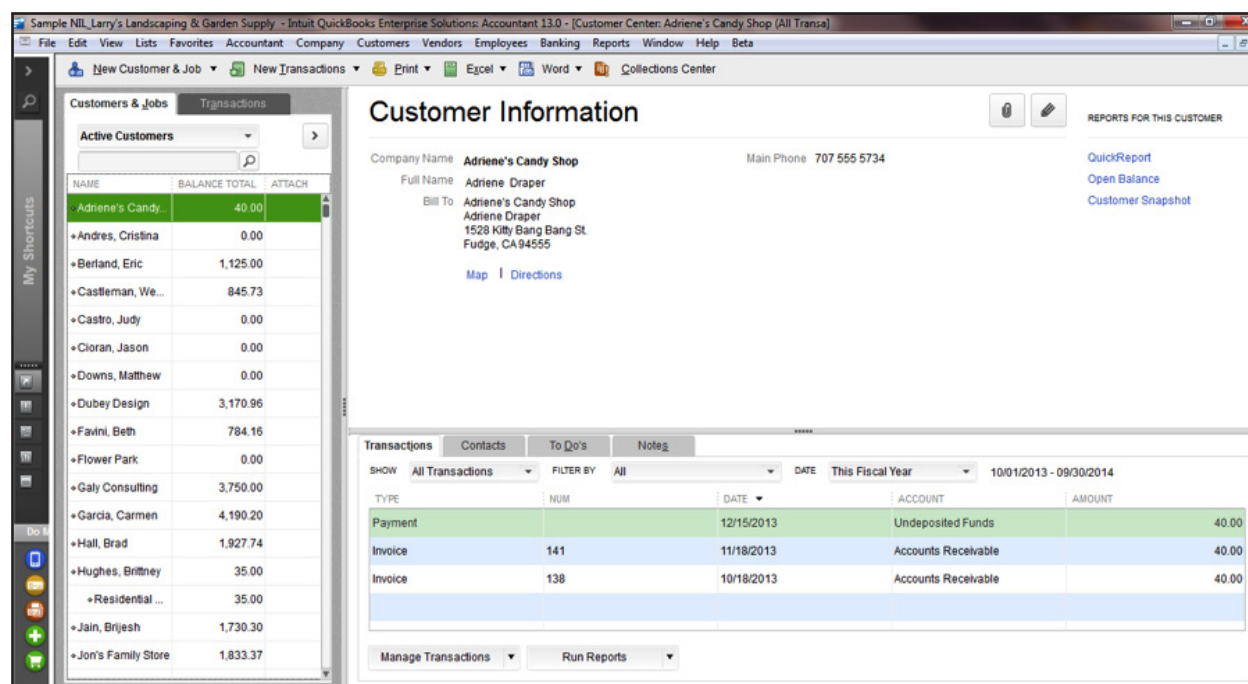 Sample NIL_Larry's Landscaping & Garden Supply - Intuit QuickBooks Enterprise Solutions: Accountant 13.0 - [Customer Center: Adriene's Candy Shop (All Transa]
File Edit View Lists Favorites Accountant Company Customers Vendors Employees Banking Reports Window Help Beta
New Customer & Job New Transactions Print Excel Word Collections Center
My Shortcuts
Do
Customers & Jobs Transactions
Active Customers
NAME BALANCE TOTAL ATTACH
Adriene's Candy... 40.00
Andres, Cristina 0.00
Berland, Eric 1,125.00
Castleman, We... 845.73
Castro, Judy 0.00
Cioran, Jason 0.00
Downs, Matthew 0.00
Dubey Design 3,170.96
Favini, Beth 784.16
Flower Park 0.00
Galy Consulting 3,750.00
Garcia, Carmen 4,190.20
Hall, Brad 1,927.74
Hughes, Brittney 35.00
Residential ... 35.00
Jain, Brijesh 1,730.30
Jon's Family Store 1,833.37
Customer Information
Company Name Adriene's Candy Shop
Full Name Adriene Draper
Bill To Adriene's Candy Shop
Adriene Draper
1528 Kitty Bang Bang St.
Fudge, CA 94555
Map | Directions
Main Phone 707 555 5734
REPORTS FOR THIS CUSTOMER
QuickReport
Open Balance
Customer Snapshot
Transactions Contacts To Do's Notes
SHOW All Transactions FILTER BY All DATE This Fiscal Year 10/01/2013 - 09/30/2014
TYPE NUM DATE ACCOUNT AMOUNT
Payment 12/15/2013 Undeposited Funds 40.00
Invoice 141 11/18/2013 Accounts Receivable 40.00
Invoice 138 10/18/2013 Accounts Receivable 40.00
Manage Transactions Run Reports